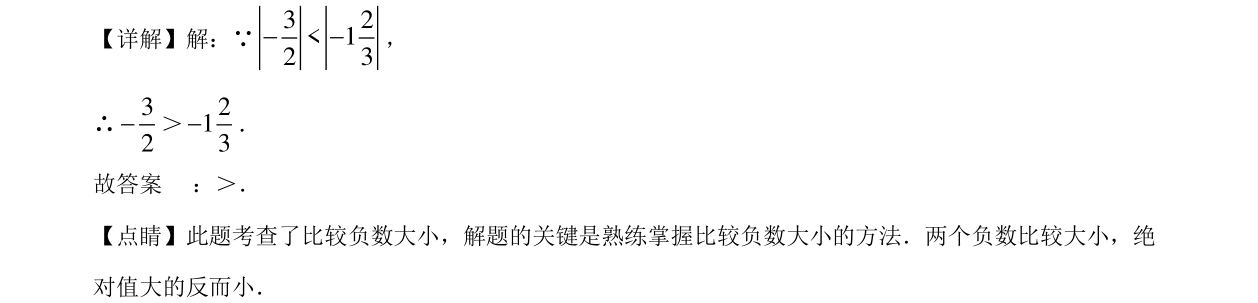 【详解】解：∵|−3/2|<|−1 2/3|，
∴−3/2＞−1 2/3．
故答案 ：＞．
【点睛】此题考查了比较负数大小，解题的关键是熟练掌握比较负数大小的方法．两个负数比较大小，绝
对值大的反而小．